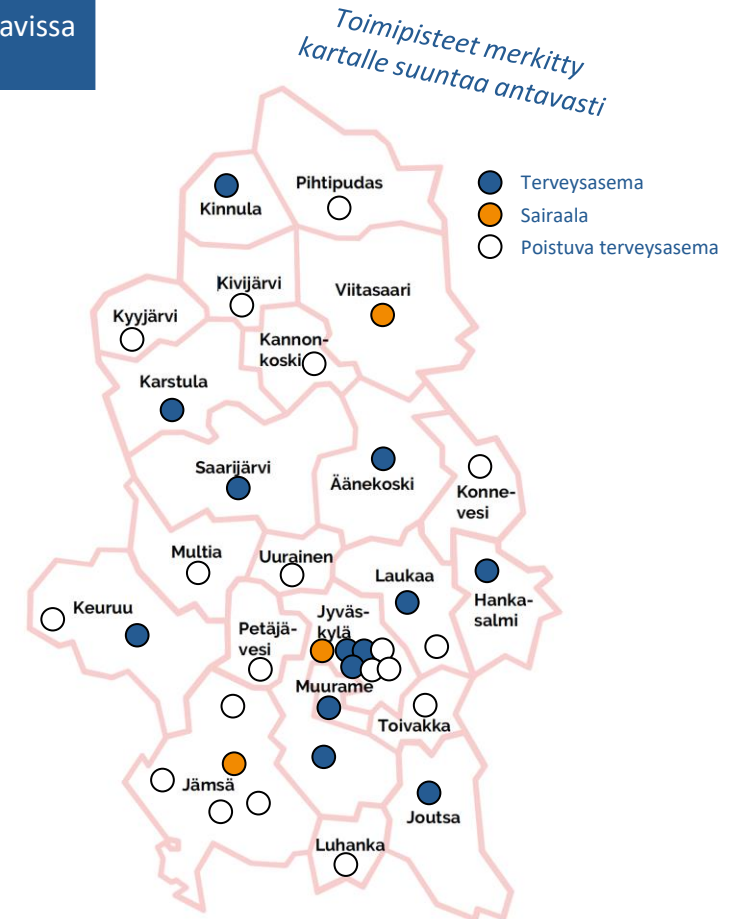 avissa
Toimipisteet merkitty
kartalle suuntaa antavasti
Terveysasema
Sairaala
Poistuva terveysasema
Pihtipudas
Kinnula
Kivijärvi
Viitasaari
Kyyjärvi
Kannon-
koski
Karstula
Saarijärvi
Äänekoski
Konne-
vesi
Multia
Uurainen
Laukaa
Hanka-
salmi
Keuruu
Jyväs-
kylä
Petäjä-
vesi
Muurame
Toivakka
Jämsä
Joutsa
Luhanka